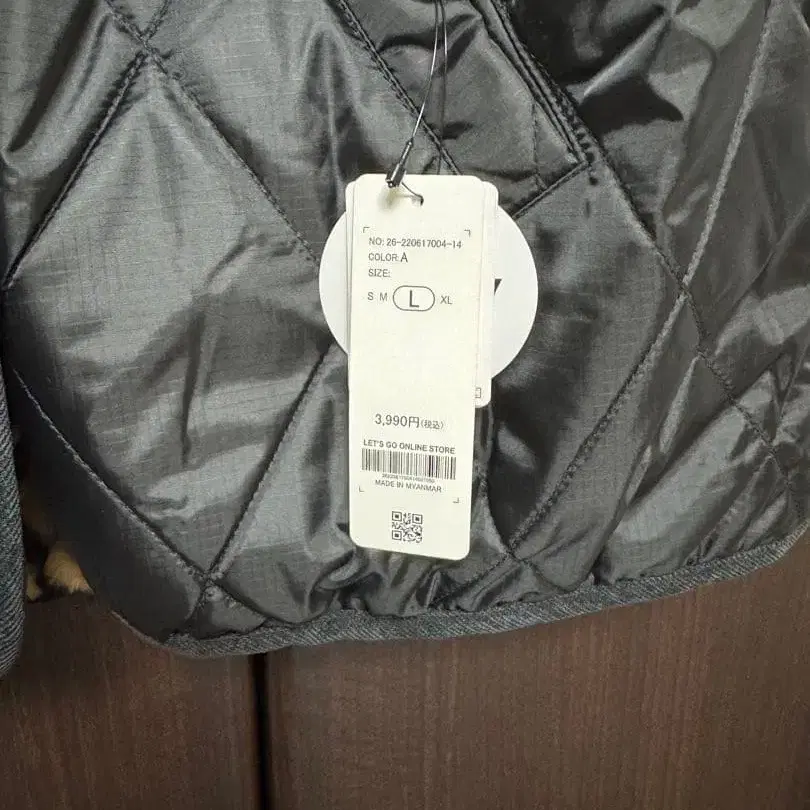 NO: 26-220617004-14
COLOR: A
SIZE:
S M L XL
3,990円(税込)
LET'S GO ONLINE STORE
MADE IN MYANMAR